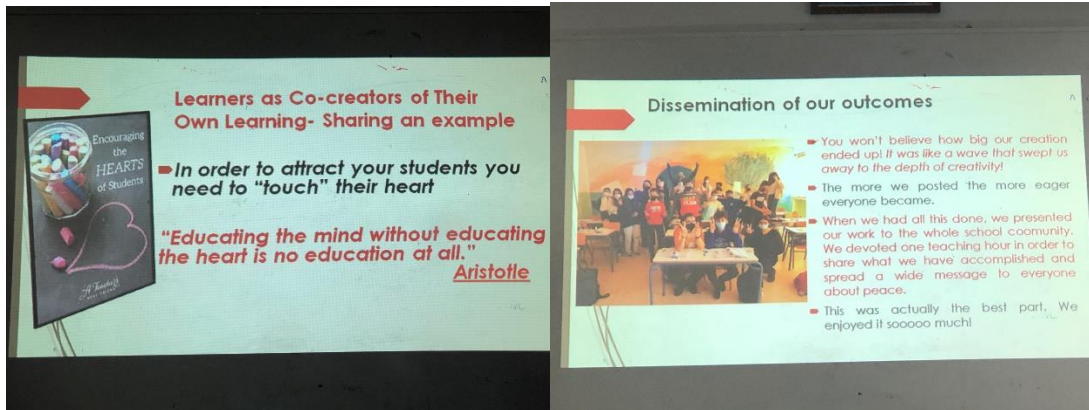 Learners as Co-creators of Their
Own Learning- Sharing an example
Encouraging
the
HEARTS
of Students
In order to attract your students you
need to “touch” their heart
“Educating the mind without educating
the heart is no education at all.”
Aristotle
A Teacher's
Dissemination of our outcomes
You won’t believe how big our creation
ended up! It was like a wave that swept us
away to the depth of creativity!
The more we posted the more eager
everyone became.
When we had all this done, we presented
our work to the whole school coomunity.
We devoted one teaching hour in order to
share what we have accomplished and
spread a wide message to everyone
about peace.
This was actually the best part. We
enjoyed it sooooo much!